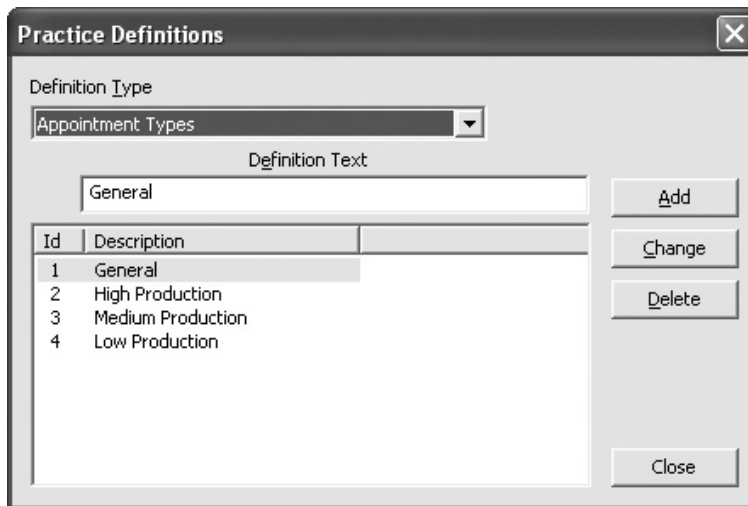 Practice Definitions
Definition Type
Appointment Types
Definition Text
General
Add
Id Description
Change
1 General
2 High Production
Delete
3 Medium Production
4 Low Production
Close